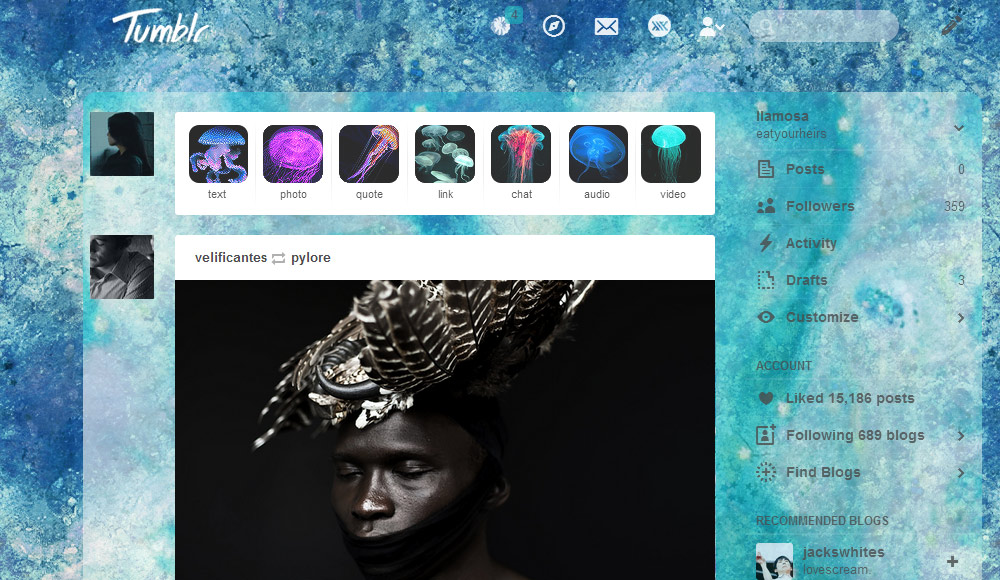 Tumblr
text photo quote link chat audio video
velificantes pylore
llamosa
eatyourheirs
Posts 0
Followers 359
Activity
Drafts 3
Customize
ACCOUNT
Liked 15,186 posts
Following 689 blogs
Find Blogs
RECOMMENDED BLOGS
jackswhites
lovescream